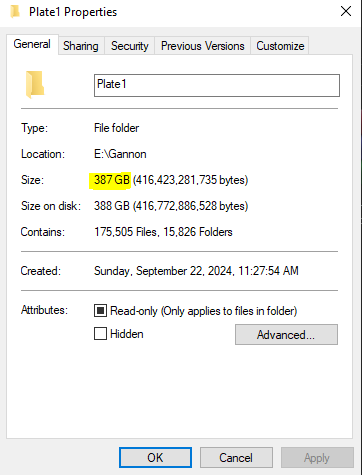 Plate1 Properties
General Sharing Security Previous Versions Customize
Plate1
Type: File folder
Location: E:\Gannon
Size: 387 GB (416,423,281,735 bytes)
Size on disk: 388 GB (416,772,886,528 bytes)
Contains: 175,505 Files, 15,826 Folders
Created: Sunday, September 22, 2024, 11:27:54 AM
Attributes: Read-only (Only applies to files in folder)
Hidden Advanced...
OK Cancel Apply